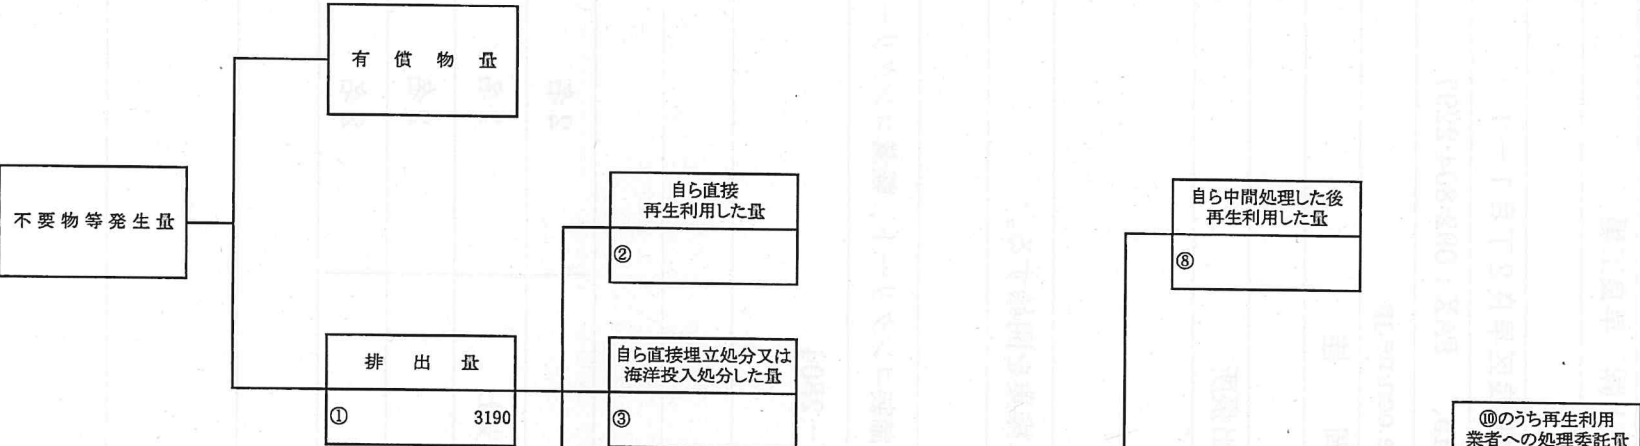 有償物量
不要物等発生量
自ら直接
再生利用した量
②
自ら中間処理した後
再生利用した量
⑧
排出量
① 3190
自ら直接埋立処分又は
海洋投入処分した量
③
⑩のうち再生利用
業者への処理委託量